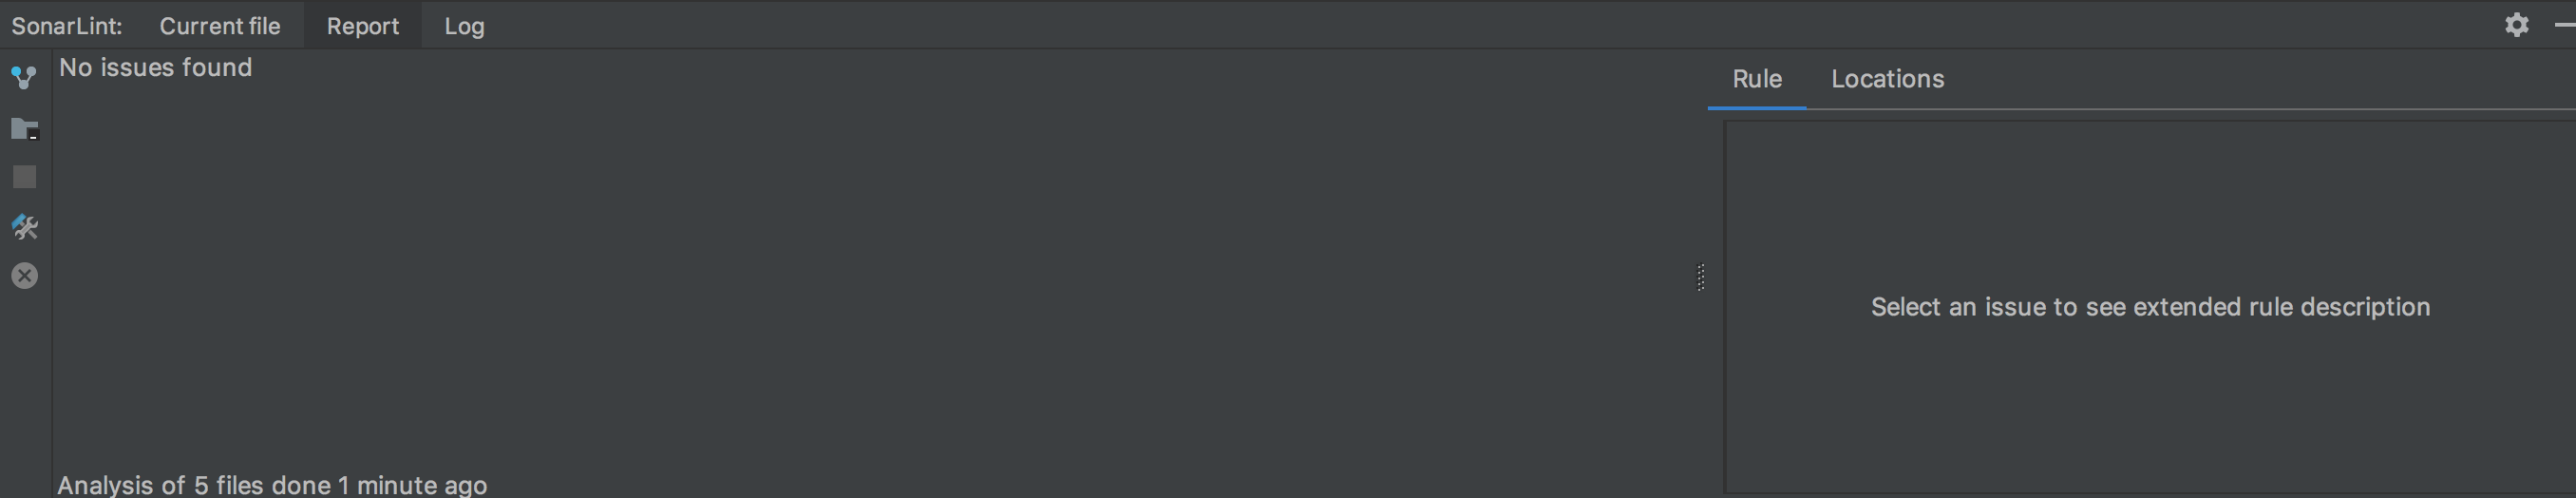 SonarLint: Current file Report Log
No issues found
Rule Locations
Select an issue to see extended rule description
Analysis of 5 files done 1 minute ago